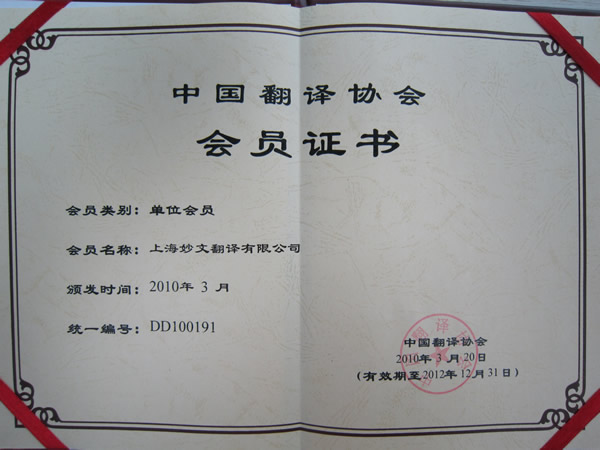 中国翻译协会
会员证书
会员类别：单位会员
会员名称：上海妙文翻译有限公司
颁发时间：2010年 3 月
统一编号：DD100191
中国翻译协会
2010年 3 月 20日
（有效期至2012年12月31日）